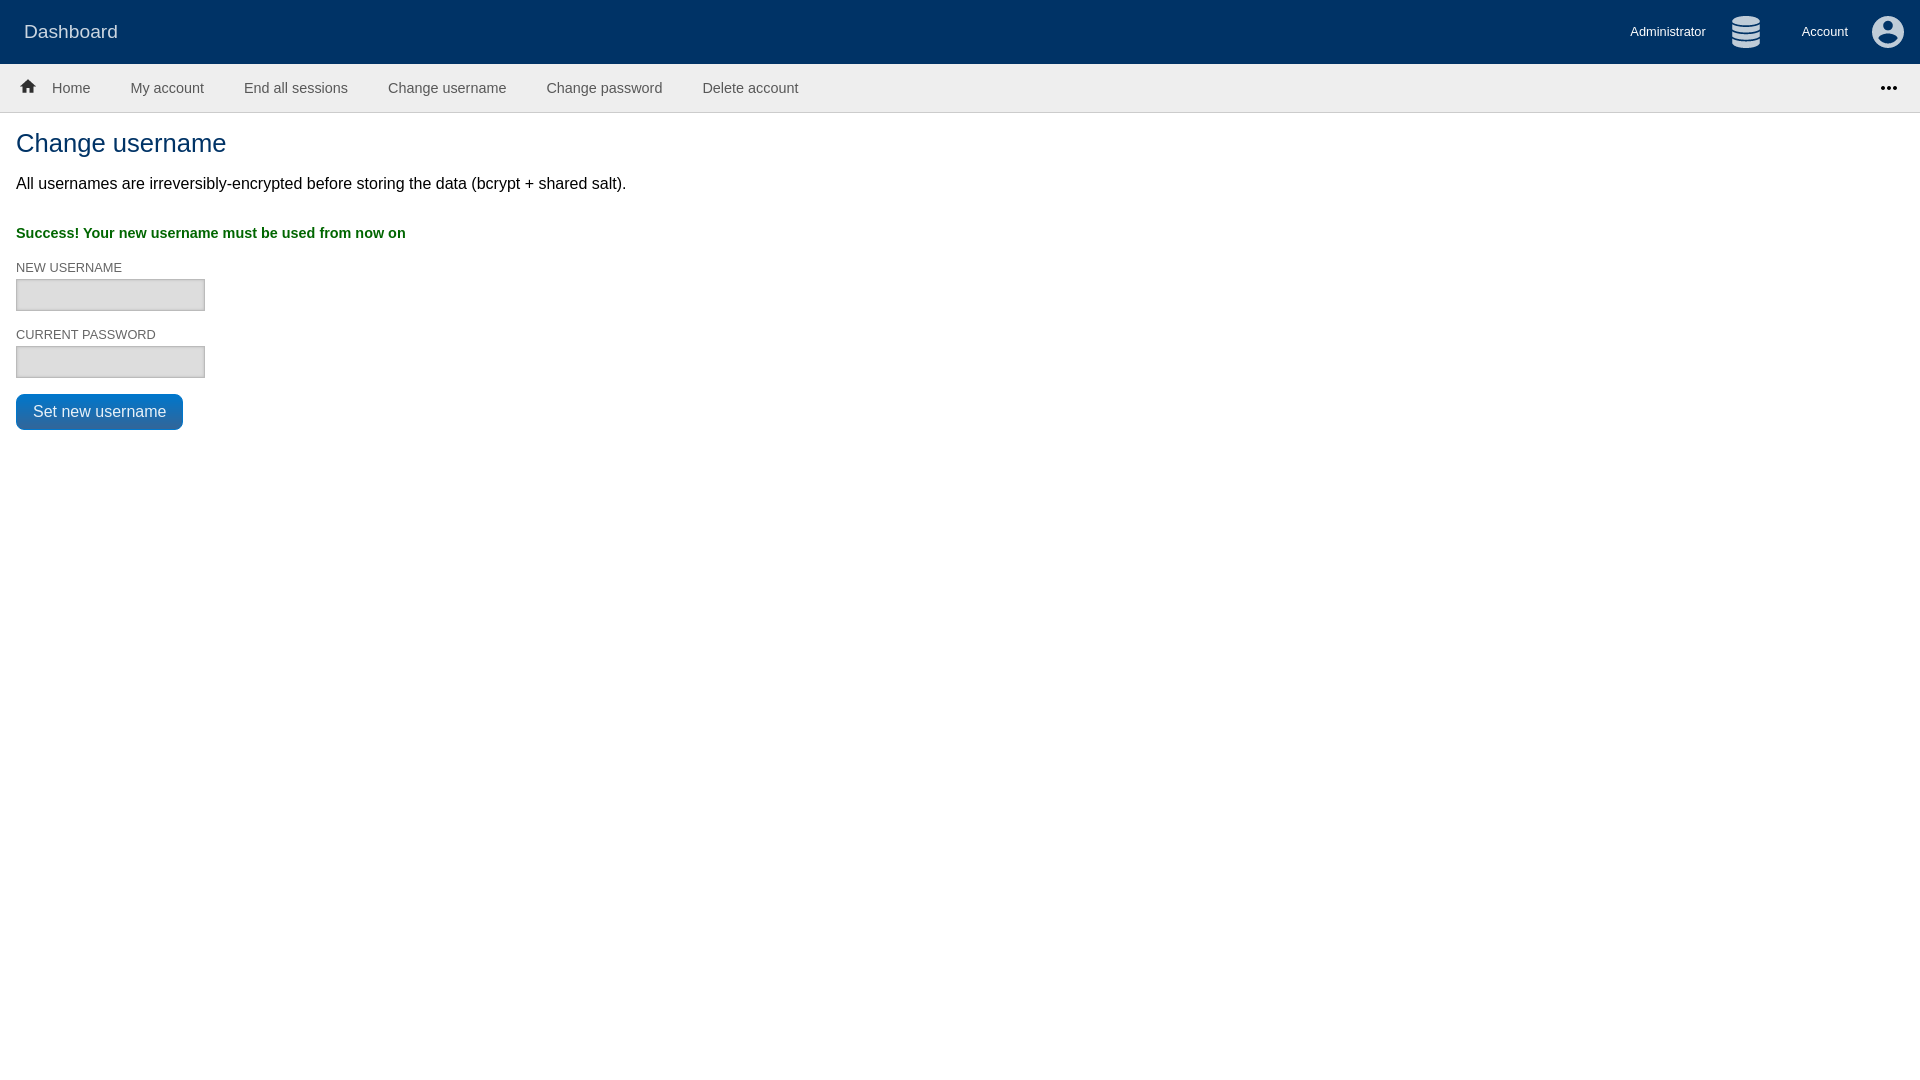 Dashboard
Administrator
Account
Home
My account
End all sessions
Change username
Change password
Delete account
Change username
All usernames are irreversibly-encrypted before storing the data (bcrypt + shared salt).
Success! Your new username must be used from now on
NEW USERNAME
CURRENT PASSWORD
Set new username